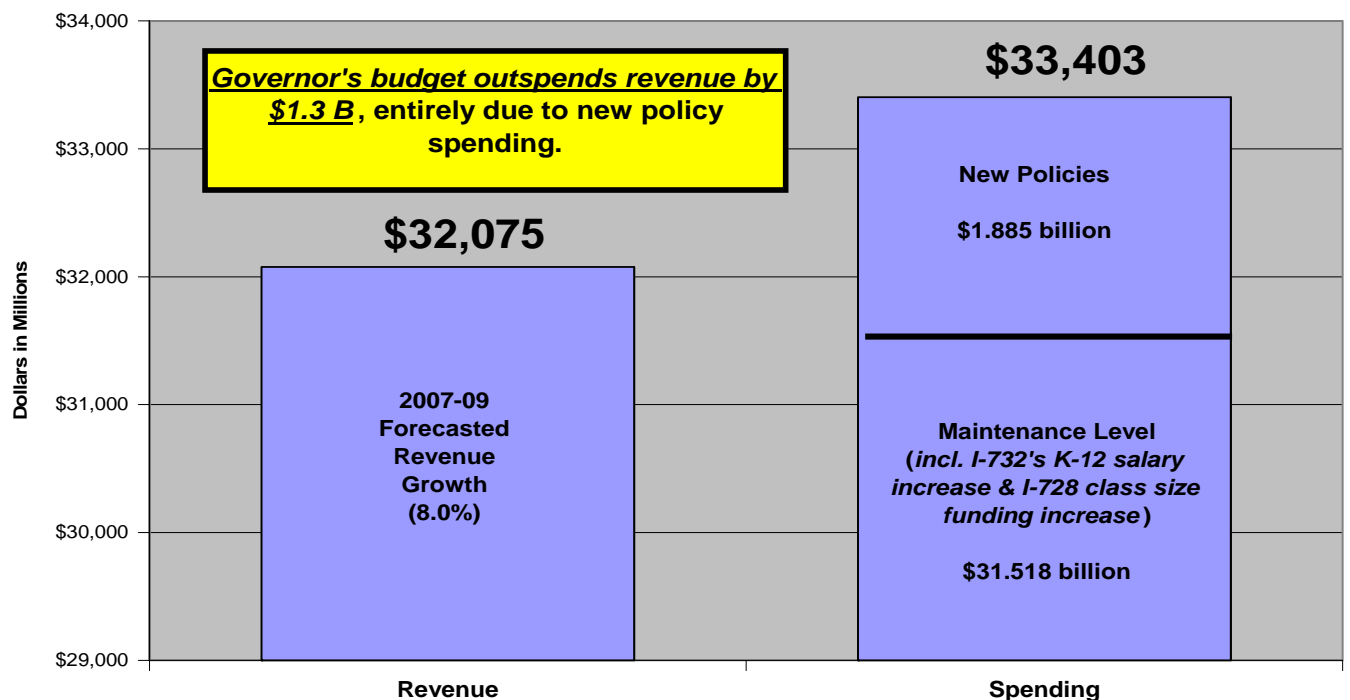 $34,000
$33,000
$32,000
$31,000
$30,000
$29,000
Dollars in Millions
Governor's budget outspends revenue by
$1.3 B, entirely due to new policy
spending.
$32,075
2007-09
Forecasted
Revenue
Growth
(8.0%)
$33,403
New Policies
$1.885 billion
Maintenance Level
(incl. I-732's K-12 salary
increase & I-728 class size
funding increase)
$31.518 billion
Revenue
Spending